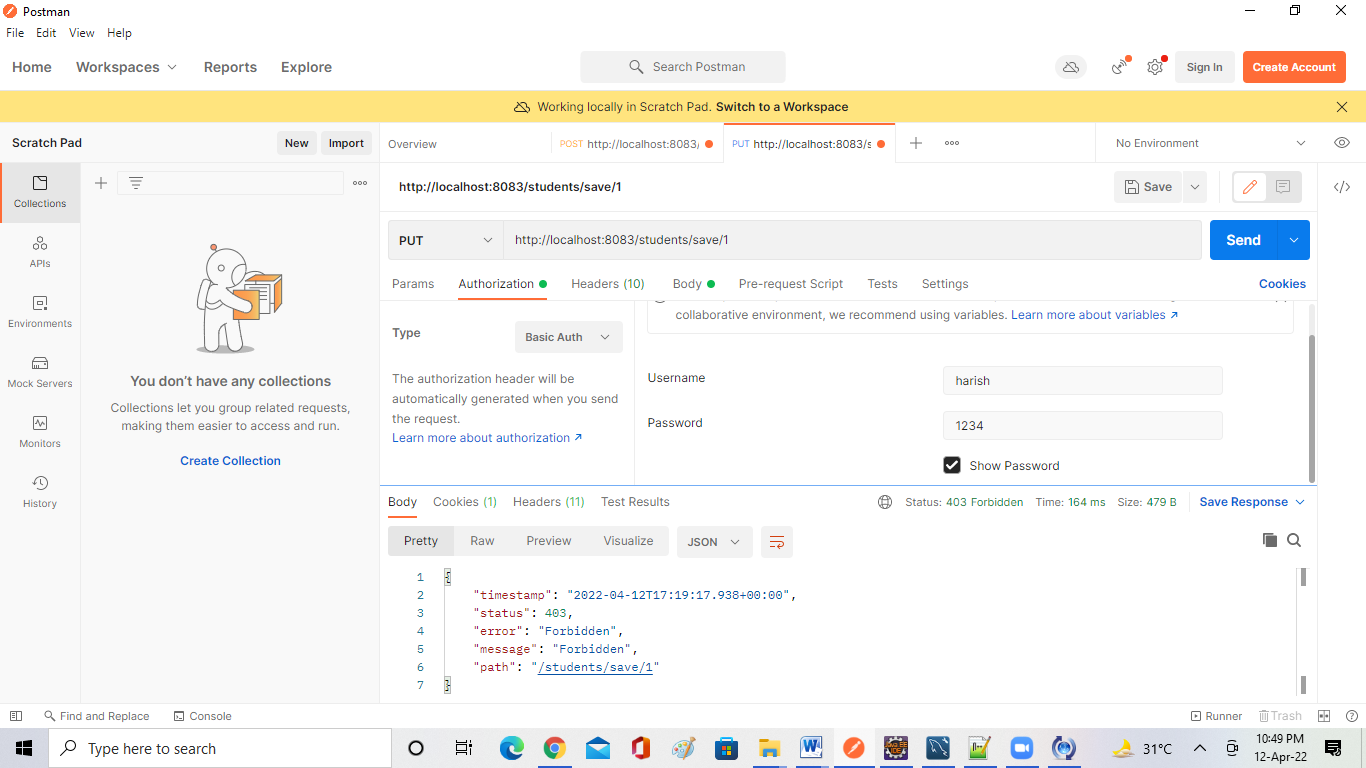 Postman
File Edit View Help
Home Workspaces Reports Explore Search Postman Sign In Create Account
Working locally in Scratch Pad. Switch to a Workspace
Scratch Pad New Import
Overview POST http://localhost:8083/ PUT http://localhost:8083/s No Environment
Collections
APIs
Environments
Mock Servers
Monitors
History
You don't have any collections
Collections let you group related requests,
making them easier to access and run.
Create Collection
http://localhost:8083/students/save/1 Save
PUT http://localhost:8083/students/save/1 Send
Params Authorization Headers (10) Body Pre-request Script Tests Settings Cookies
Type Basic Auth
The authorization header will be
automatically generated when you send
the request.
Learn more about authorization
collaborative environment, we recommend using variables. Learn more about variables
Username harish
Password 1234
Show Password
Body Cookies (1) Headers (11) Test Results Status: 403 Forbidden Time: 164 ms Size: 479 B Save Response
Pretty Raw Preview Visualize JSON
1 {
2 "timestamp": "2022-04-12T17:19:17.938+00:00",
3 "status": 403,
4 "error": "Forbidden",
5 "message": "Forbidden",
6 "path": "/students/save/1"
7 }
Find and Replace Console Runner Trash
Type here to search 31°C 10:49 PM
12-Apr-22